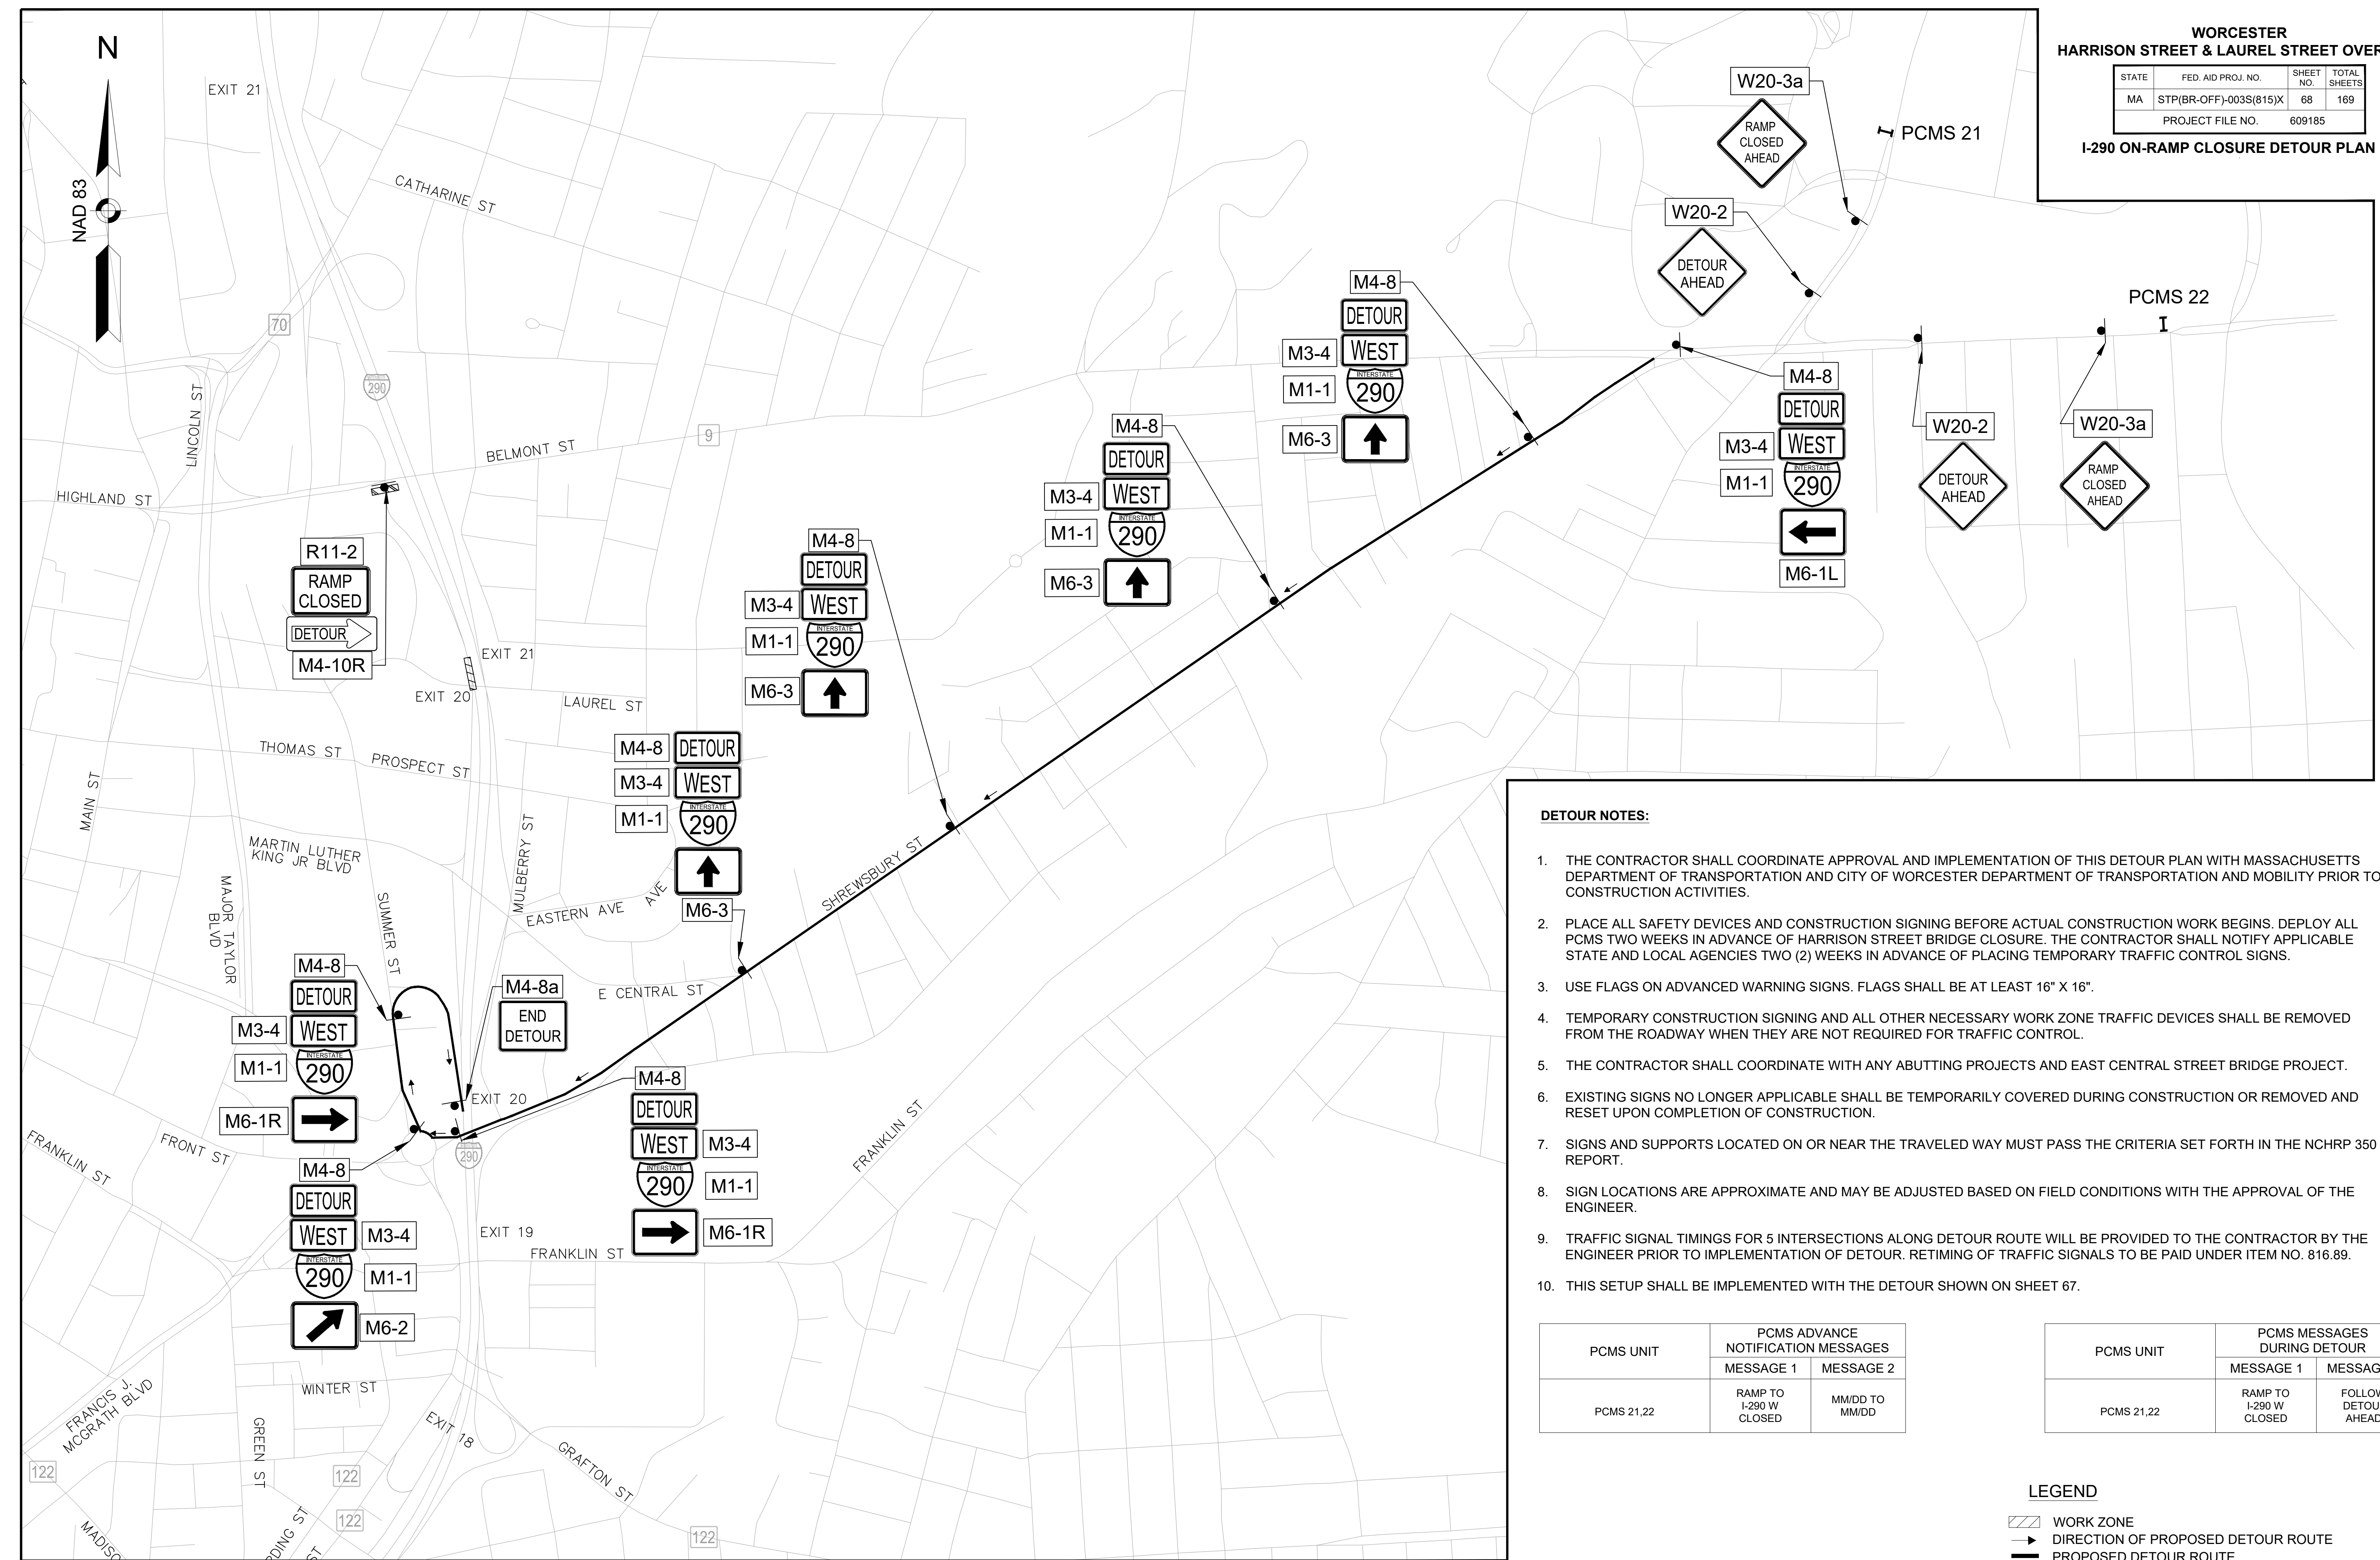 WORCESTER
HARRISON STREET & LAUREL STREET OVER
STATE FED. AID PROJ. NO. SHEET NO. TOTAL SHEETS
MA STP(BR-OFF)-003S(815)X 68 169
PROJECT FILE NO. 609185
I-290 ON-RAMP CLOSURE DETOUR PLAN
N
NAD 83
EXIT 21
CATHARINE ST
70
290
LINCOLN ST
9
BELMONT ST
HIGHLAND ST
W20-3a
RAMP
CLOSED
AHEAD
PCMS 21
W20-2
DETOUR
AHEAD
PCMS 22
M4-8
DETOUR
M3-4 WEST
M1-1 INTERSTATE
290
M6-3
M4-8
DETOUR
M3-4 WEST
M1-1 INTERSTATE
290
M6-1L
W20-2
DETOUR
AHEAD
W20-3a
RAMP
CLOSED
AHEAD
M4-8
DETOUR
M3-4 WEST
M1-1 INTERSTATE
290
M6-3
M4-8
DETOUR
M3-4 WEST
M1-1 INTERSTATE
290
M6-3
R11-2
RAMP
CLOSED
DETOUR
M4-10R
EXIT 21
EXIT 20
LAUREL ST
THOMAS ST
PROSPECT ST
MAIN ST
M4-8 DETOUR
M3-4 WEST
M1-1 INTERSTATE
290
M6-3
MARTIN LUTHER
KING JR BLVD
MULBERRY ST
MAJOR TAYLOR
BLVD
SUMMER ST
EASTERN AVE
AVE
SHREWSBURY ST
E CENTRAL ST
M4-8
DETOUR
M3-4 WEST
M1-1 INTERSTATE
290
M6-1R
M4-8a
END
DETOUR
EXIT 20
290
M4-8
DETOUR
WEST M3-4
INTERSTATE
290 M1-1
M6-1R
FRANKLIN ST
FRONT ST
M4-8
DETOUR
WEST M3-4
INTERSTATE
290 M1-1
M6-2
EXIT 19
FRANKLIN ST
FRANKLIN ST
FRANCIS J.
MCGRATH BLVD
WINTER ST
GREEN ST
EXIT 18
GRAFTON ST
122
122
122
122
MADISO
RDING ST
ST
DETOUR NOTES:
1. THE CONTRACTOR SHALL COORDINATE APPROVAL AND IMPLEMENTATION OF THIS DETOUR PLAN WITH MASSACHUSETTS
DEPARTMENT OF TRANSPORTATION AND CITY OF WORCESTER DEPARTMENT OF TRANSPORTATION AND MOBILITY PRIOR TO
CONSTRUCTION ACTIVITIES.
2. PLACE ALL SAFETY DEVICES AND CONSTRUCTION SIGNING BEFORE ACTUAL CONSTRUCTION WORK BEGINS. DEPLOY ALL
PCMS TWO WEEKS IN ADVANCE OF HARRISON STREET BRIDGE CLOSURE. THE CONTRACTOR SHALL NOTIFY APPLICABLE
STATE AND LOCAL AGENCIES TWO (2) WEEKS IN ADVANCE OF PLACING TEMPORARY TRAFFIC CONTROL SIGNS.
3. USE FLAGS ON ADVANCED WARNING SIGNS. FLAGS SHALL BE AT LEAST 16" X 16".
4. TEMPORARY CONSTRUCTION SIGNING AND ALL OTHER NECESSARY WORK ZONE TRAFFIC DEVICES SHALL BE REMOVED
FROM THE ROADWAY WHEN THEY ARE NOT REQUIRED FOR TRAFFIC CONTROL.
5. THE CONTRACTOR SHALL COORDINATE WITH ANY ABUTTING PROJECTS AND EAST CENTRAL STREET BRIDGE PROJECT.
6. EXISTING SIGNS NO LONGER APPLICABLE SHALL BE TEMPORARILY COVERED DURING CONSTRUCTION OR REMOVED AND
RESET UPON COMPLETION OF CONSTRUCTION.
7. SIGNS AND SUPPORTS LOCATED ON OR NEAR THE TRAVELED WAY MUST PASS THE CRITERIA SET FORTH IN THE NCHRP 350
REPORT.
8. SIGN LOCATIONS ARE APPROXIMATE AND MAY BE ADJUSTED BASED ON FIELD CONDITIONS WITH THE APPROVAL OF THE
ENGINEER.
9. TRAFFIC SIGNAL TIMINGS FOR 5 INTERSECTIONS ALONG DETOUR ROUTE WILL BE PROVIDED TO THE CONTRACTOR BY THE
ENGINEER PRIOR TO IMPLEMENTATION OF DETOUR. RETIMING OF TRAFFIC SIGNALS TO BE PAID UNDER ITEM NO. 816.89.
10. THIS SETUP SHALL BE IMPLEMENTED WITH THE DETOUR SHOWN ON SHEET 67.
PCMS UNIT
PCMS ADVANCE
NOTIFICATION MESSAGES
MESSAGE 1 MESSAGE 2
PCMS 21,22
RAMP TO
I-290 W
CLOSED
MM/DD TO
MM/DD
PCMS UNIT
PCMS MESSAGES
DURING DETOUR
MESSAGE 1 MESSAG
PCMS 21,22
RAMP TO
I-290 W
CLOSED
FOLLOW
DETOU
AHEAD
LEGEND
WORK ZONE
DIRECTION OF PROPOSED DETOUR ROUTE
PROPOSED DETOUR ROUTE